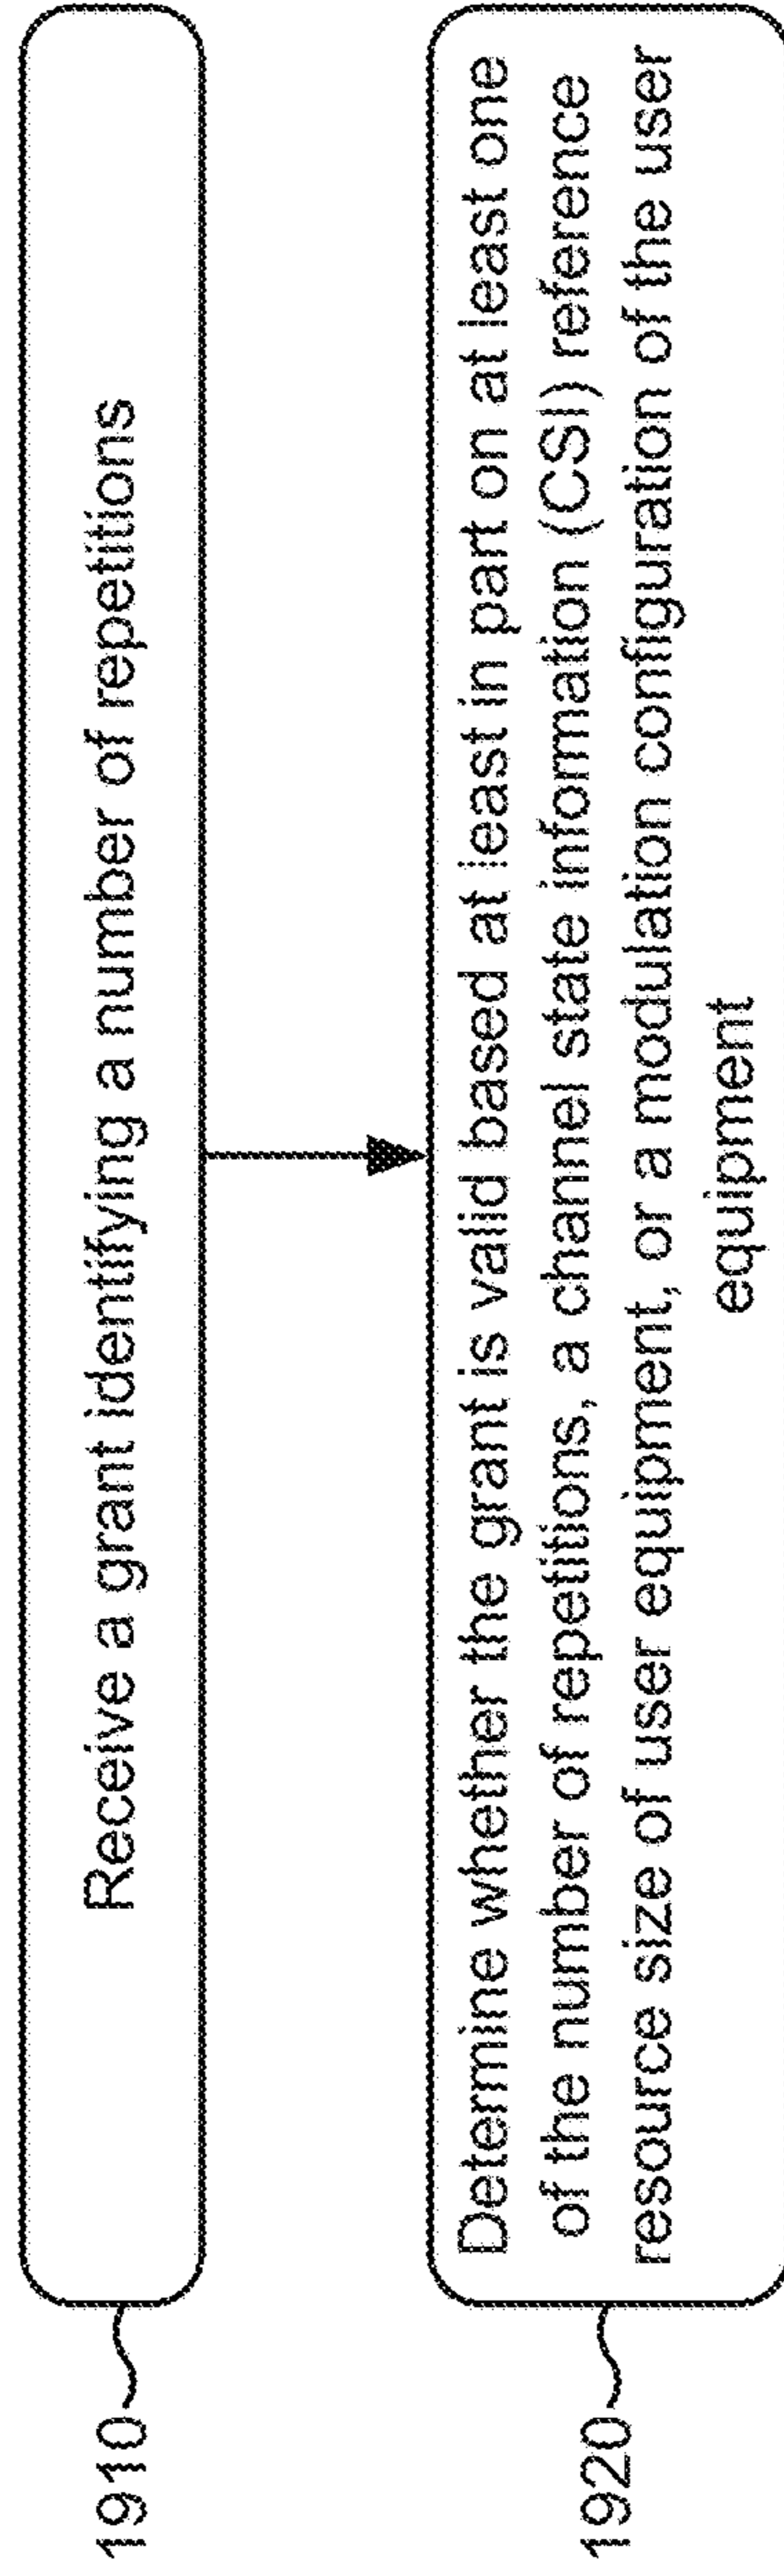 1910
Receive a grant identifying a number of repetitions
1920
Determine whether the grant is valid based at least in part on at least one
of the number of repetitions, a channel state information (CSI) reference
resource size of user equipment, or a modulation configuration of the user
equipment